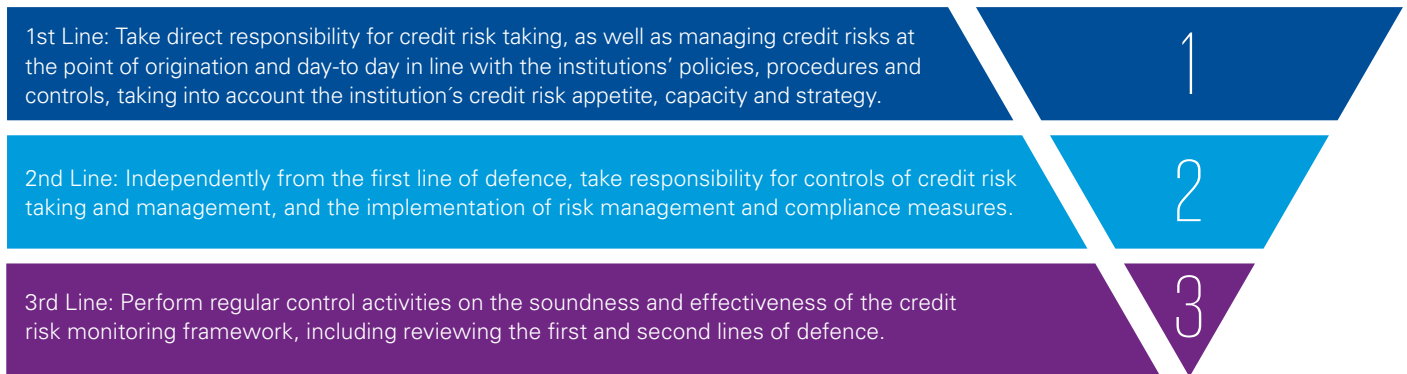 1st Line: Take direct responsibility for credit risk taking, as well as managing credit risks at
the point of origination and day-to day in line with the institutions’ policies, procedures and
controls, taking into account the institution´s credit risk appetite, capacity and strategy.
1
2nd Line: Independently from the first line of defence, take responsibility for controls of credit risk
taking and management, and the implementation of risk management and compliance measures.
2
3rd Line: Perform regular control activities on the soundness and effectiveness of the credit
risk monitoring framework, including reviewing the first and second lines of defence.
3